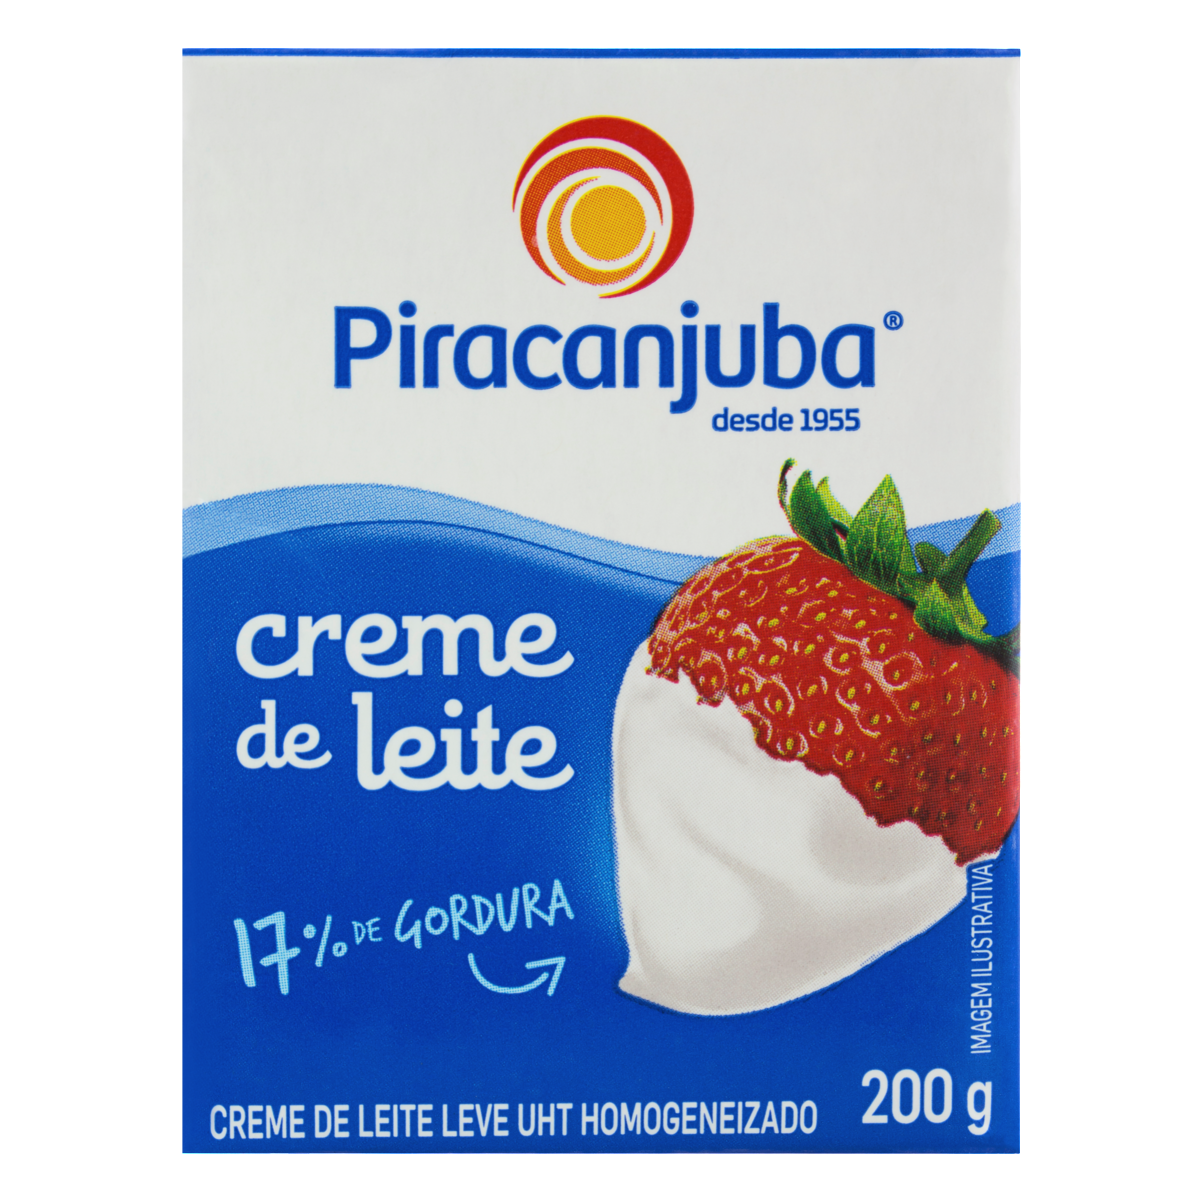 Piracanjuba®
desde 1955
creme
de leite
17% DE GORDURA
IMAGEM ILUSTRATIVA
CREME DE LEITE LEVE UHT HOMOGENEIZADO
200 g